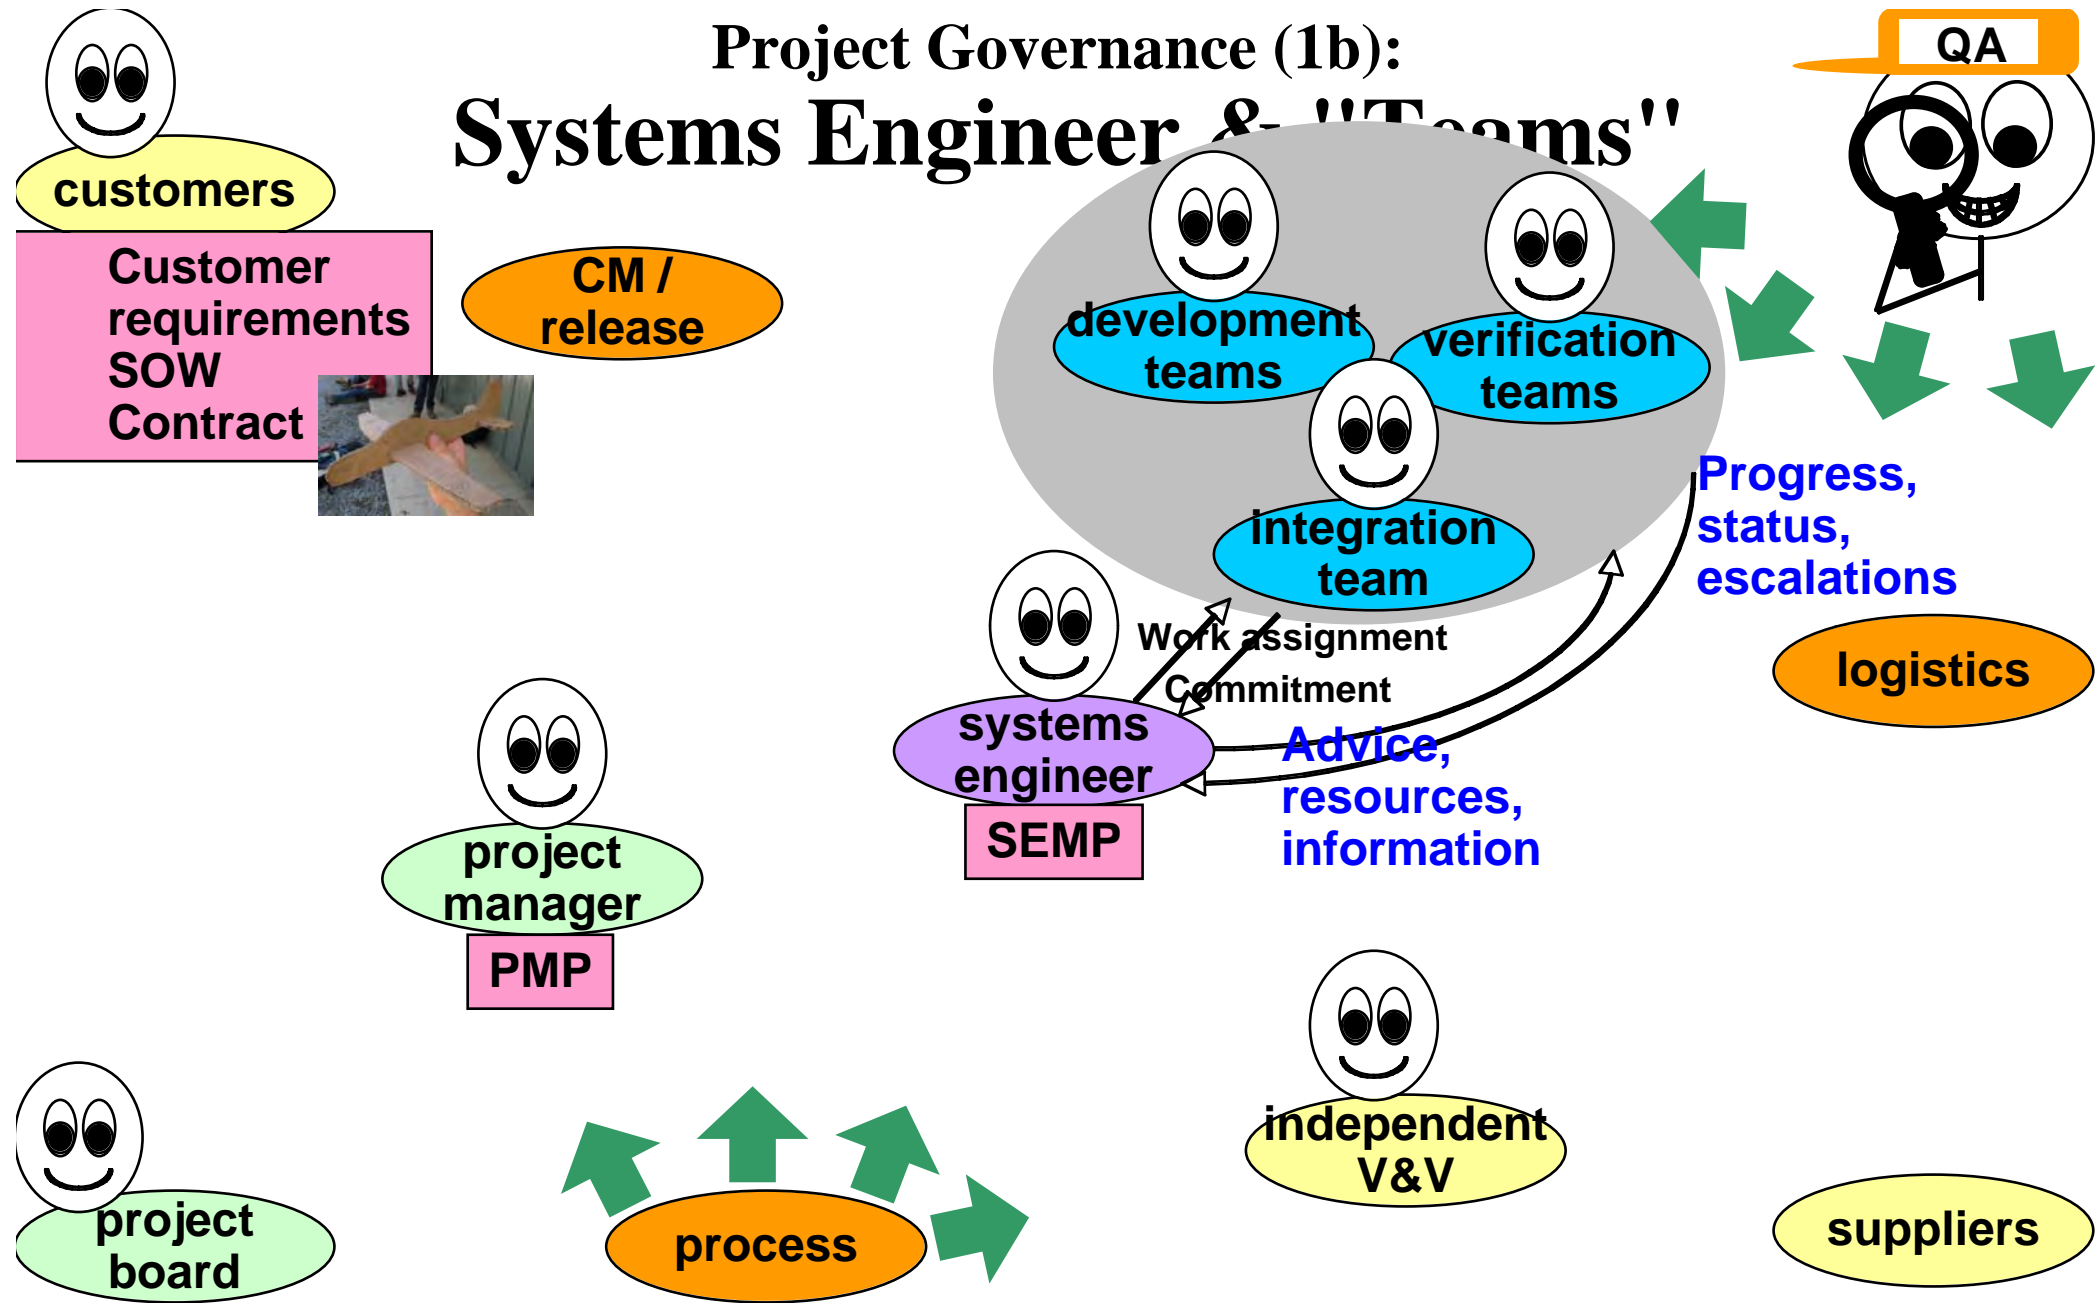 Project Governance (1b):
Systems Engineer & "Teams"
QA
customers
Customer
requirements
SOW
Contract
CM /
release
development
teams
verification
teams
integration
team
Progress,
status,
escalations
Work assignment
Commitment
logistics
systems
engineer
SEMP
Advice,
resources,
information
project
manager
PMP
independent
V&V
project
board
process
suppliers